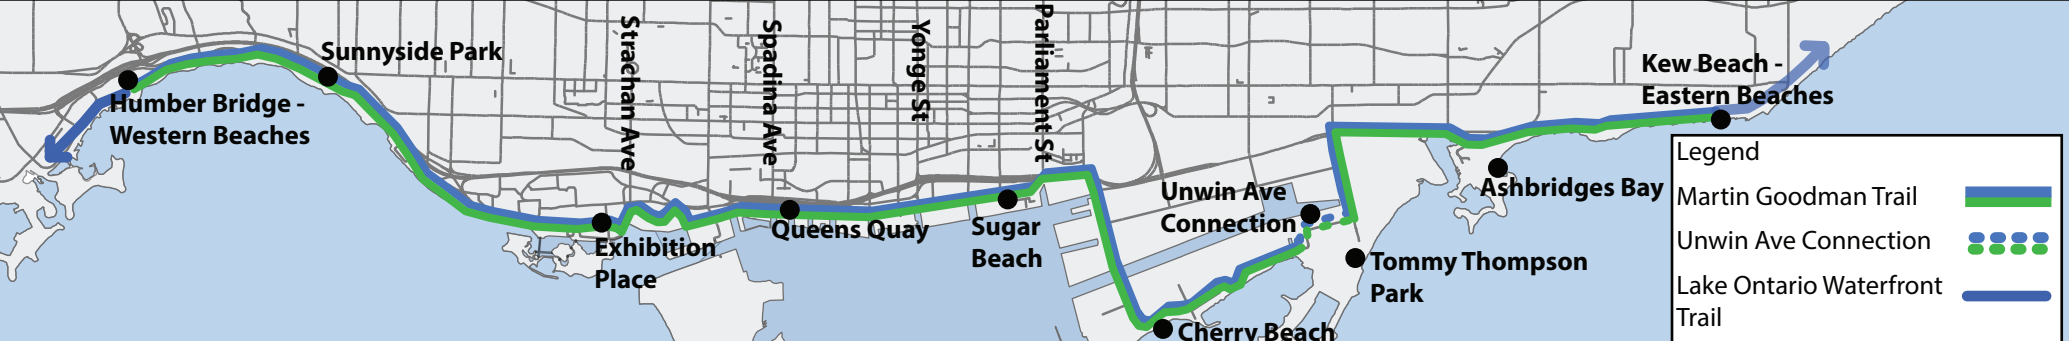 Sunnyside Park
Humber Bridge -
Western Beaches
Strachan Ave
Spadina Ave
Yonge St
Parliament St
Exhibition
Place
Queens Quay
Sugar
Beach
Unwin Ave
Connection
Cherry Beach
Tommy Thompson
Park
Ashbridges Bay
Kew Beach -
Eastern Beaches
Legend
Martin Goodman Trail
Unwin Ave Connection
Lake Ontario Waterfront
Trail